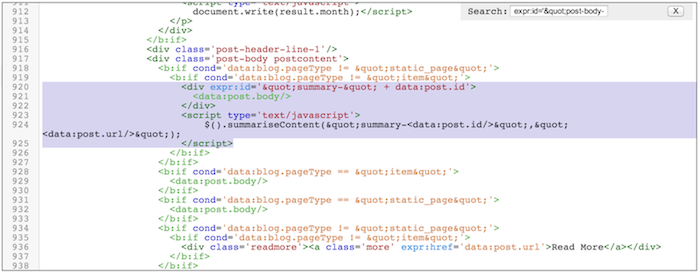 911 <script type='text/javascript'>
912 document.write(result.month);</script>
Search: expr:id='&quot;post-body- X
913 </p>
914 </div>
915 </b:if>
916 <div class='post-header-line-1'/>
917 <div class='post-body postcontent'>
918 <b:if cond='data:blog.pageType != &quot;static_page&quot;'>
919 <b:if cond='data:blog.pageType != &quot;item&quot;'>
920 <div expr:id='&quot;summary-&quot; + data:post.id'>
921 <data:post.body/>
922 </div>
923 <script type='text/javascript'>
924 $().summariseContent(&quot;summary-<data:post.id/>&quot;,&quot;
<data:post.url/>&quot;);
925 </script>
926 </b:if>
927 </b:if>
928 <b:if cond='data:blog.pageType == &quot;item&quot;'>
929 <data:post.body/>
930 </b:if>
931 <b:if cond='data:blog.pageType == &quot;static_page&quot;'>
932 <data:post.body/>
933 </b:if>
934 <b:if cond='data:blog.pageType != &quot;static_page&quot;'>
935 <b:if cond='data:blog.pageType != &quot;item&quot;'>
936 <div class='readmore'><a class='more' expr:href='data:post.url'>Read More</a></div>
937 </b:if>
938 </b:if>